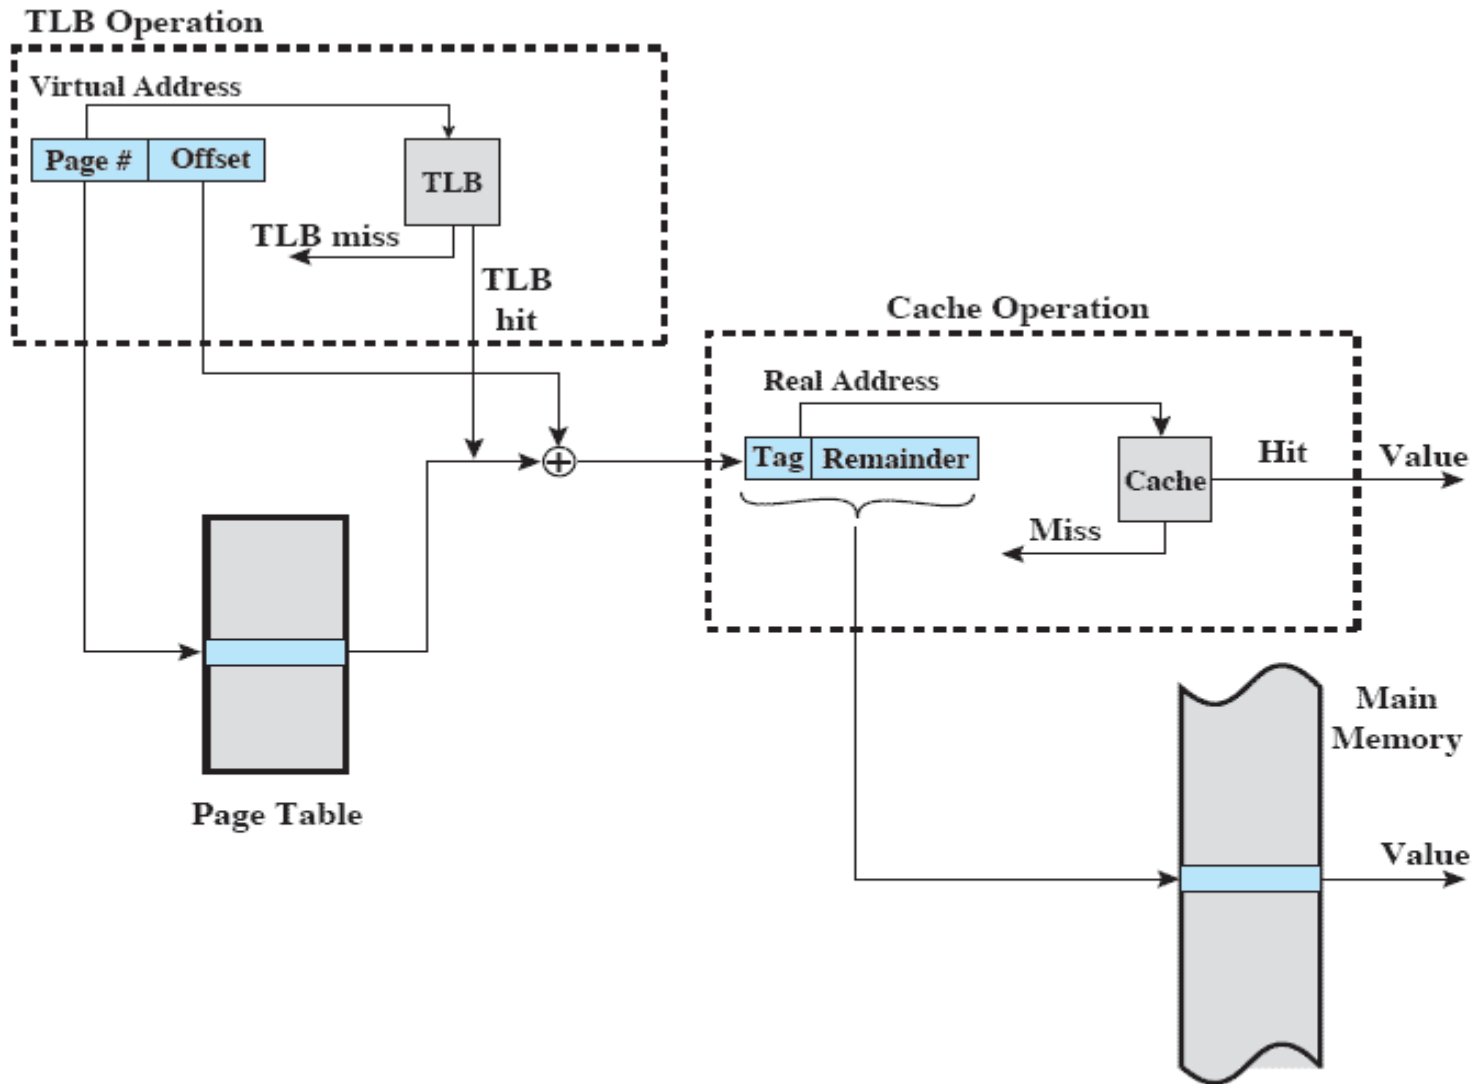 TLB Operation
Virtual Address
Page #
Offset
TLB
TLB miss
TLB
hit
Cache Operation
Real Address
Tag
Remainder
Cache
Hit
Value
Miss
Page Table
Main
Memory
Value